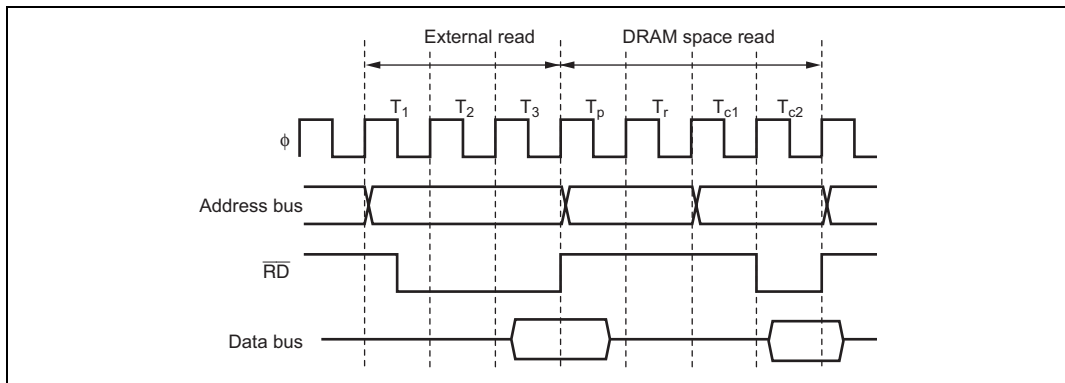 External read DRAM space read
T1 T2 T3 Tp Tr Tc1 Tc2
ϕ
Address bus
RD
Data bus